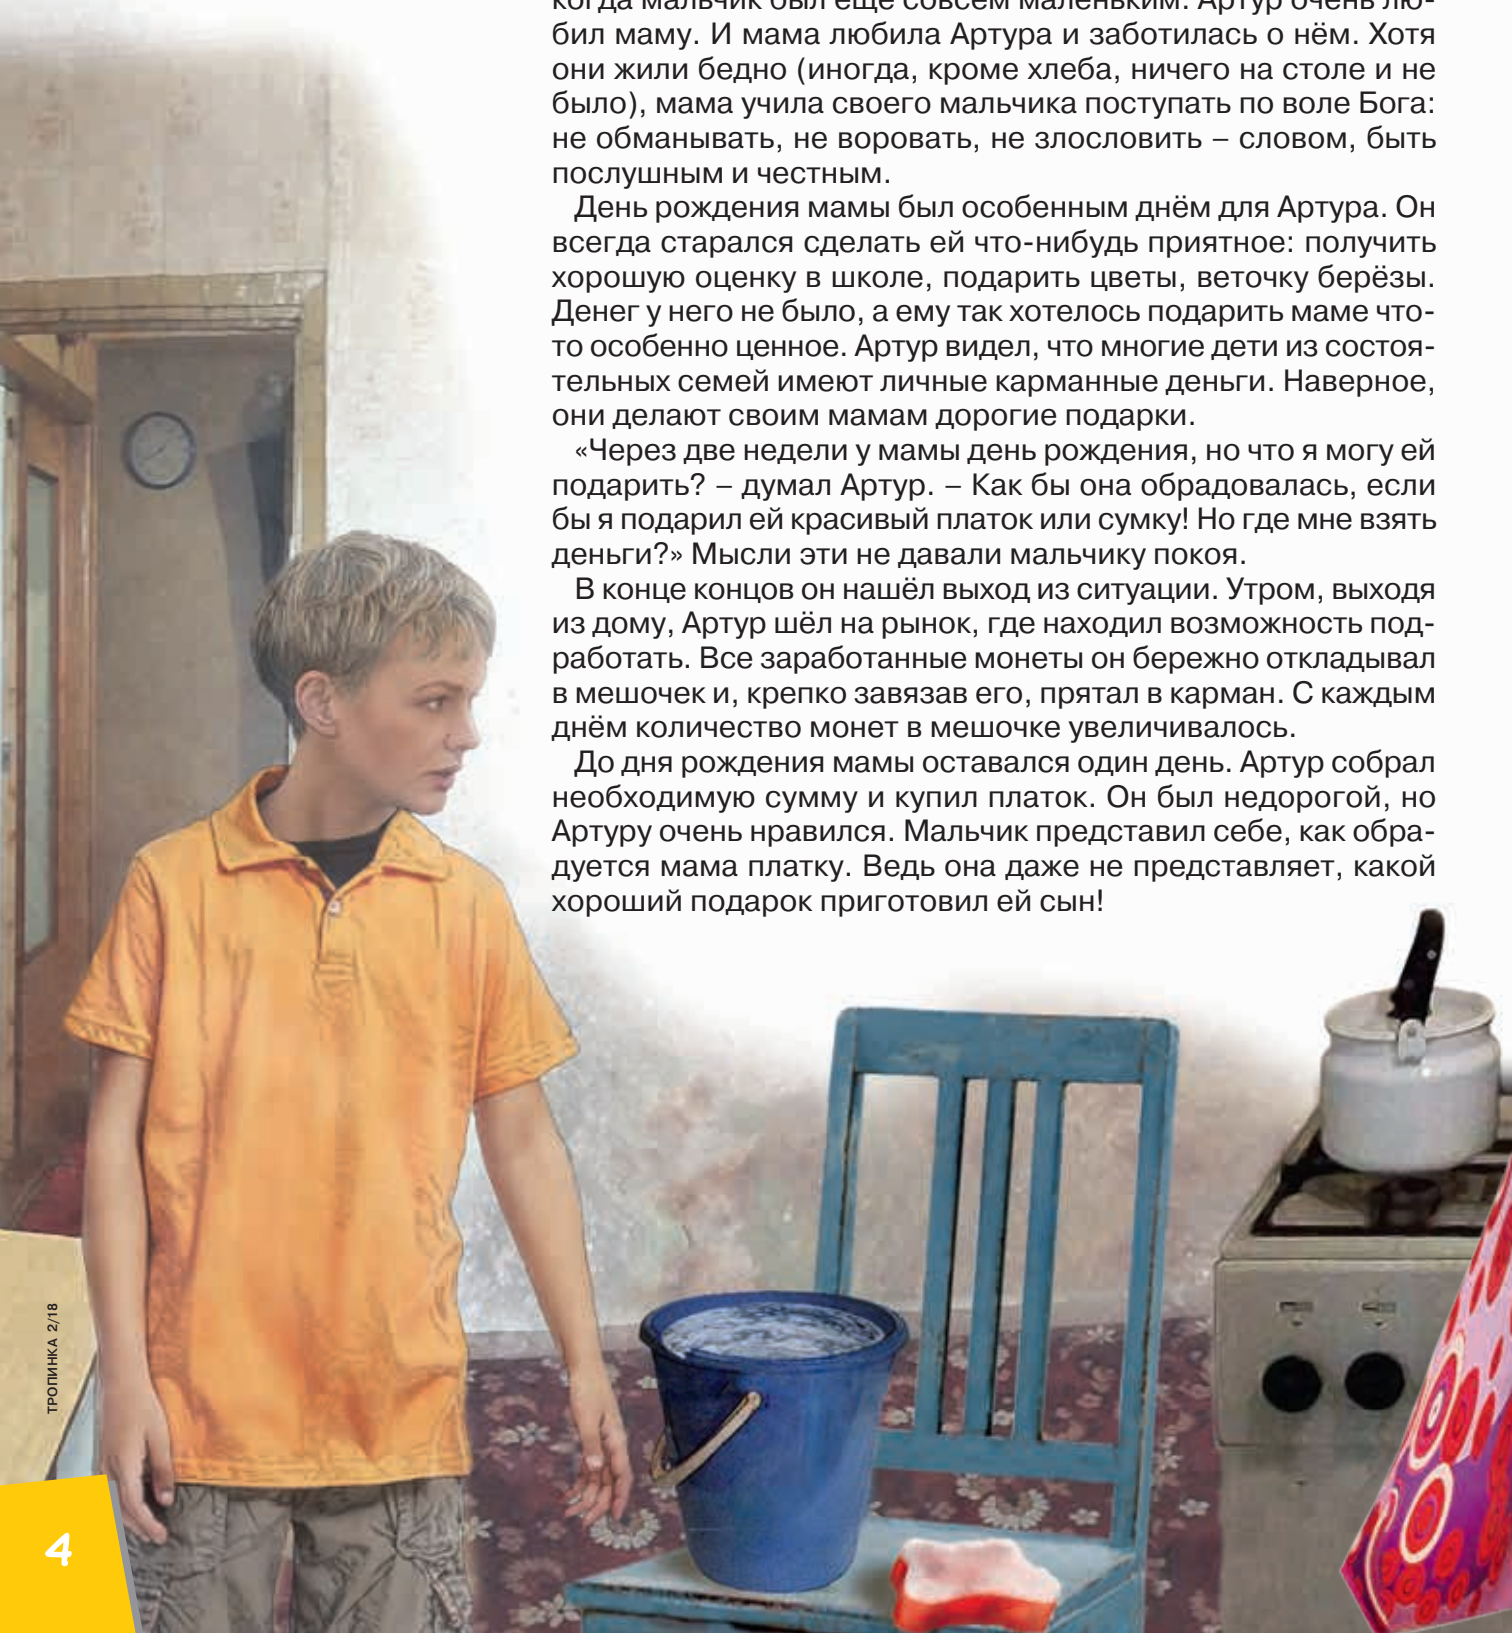 когда мальчик был ещё совсем маленьким. Артур очень лю-
бил маму. И мама любила Артура и заботилась о нём. Хотя
они жили бедно (иногда, кроме хлеба, ничего на столе и не
было), мама учила своего мальчика поступать по воле Бога:
не обманывать, не воровать, не злословить – словом, быть
послушным и честным.
День рождения мамы был особенным днём для Артура. Он
всегда старался сделать ей что-нибудь приятное: получить
хорошую оценку в школе, подарить цветы, веточку берёзы.
Денег у него не было, а ему так хотелось подарить маме что-
то особенно ценное. Артур видел, что многие дети из состоя-
тельных семей имеют личные карманные деньги. Наверное,
они делают своим мамам дорогие подарки.
«Через две недели у мамы день рождения, но что я могу ей
подарить? – думал Артур. – Как бы она обрадовалась, если
бы я подарил ей красивый платок или сумку! Но где мне взять
деньги?» Мысли эти не давали мальчику покоя.
В конце концов он нашёл выход из ситуации. Утром, выходя
из дому, Артур шёл на рынок, где находил возможность под-
работать. Все заработанные монеты он бережно откладывал
в мешочек и, крепко завязав его, прятал в карман. С каждым
днём количество монет в мешочке увеличивалось.
До дня рождения мамы оставался один день. Артур собрал
необходимую сумму и купил платок. Он был недорогой, но
Артуру очень нравился. Мальчик представил себе, как обра-
дуется мама платку. Ведь она даже не представляет, какой
хороший подарок приготовил ей сын!
ТРОПИНКА 2/18
4